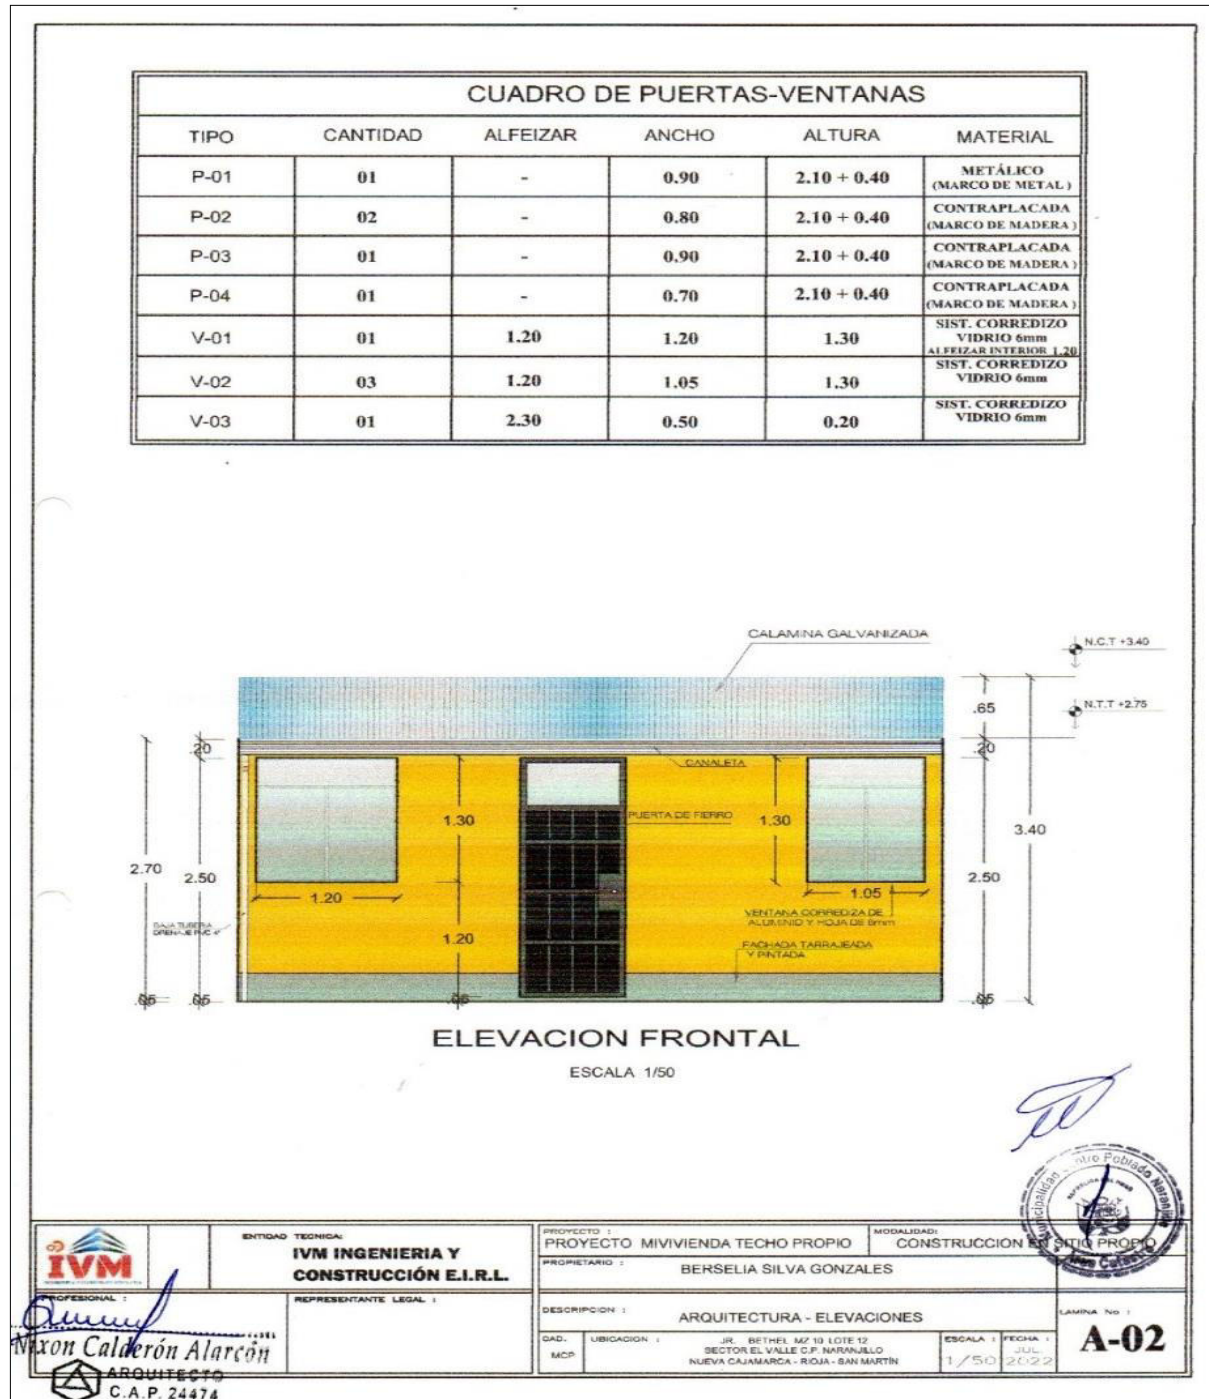 CUADRO DE PUERTAS-VENTANAS
TIPO CANTIDAD ALFEIZAR ANCHO ALTURA MATERIAL
P-01 01 - 0.90 2.10 + 0.40 METÁLICO (MARCO DE METAL )
P-02 02 - 0.80 2.10 + 0.40 CONTRAPLACADA (MARCO DE MADERA )
P-03 01 - 0.90 2.10 + 0.40 CONTRAPLACADA (MARCO DE MADERA )
P-04 01 - 0.70 2.10 + 0.40 CONTRAPLACADA (MARCO DE MADERA )
V-01 01 1.20 1.20 1.30 SIST. CORREDIZO VIDRIO 6mm ALFEIZAR INTERIOR 1.20
V-02 03 1.20 1.05 1.30 SIST. CORREDIZO VIDRIO 6mm
V-03 01 2.30 0.50 0.20 SIST. CORREDIZO VIDRIO 6mm
CALAMINA GALVANIZADA
N.C.T +3.40
.65
N.T.T +2.75
.20
.20
CANALETA
1.30
PUERTA DE FIERRO
1.30
3.40
2.70
2.50
2.50
1.20
1.05
VENTANA CORREDIZA DE
ALUMINIO Y HOJA DE 6mm
BAJA TUBERIA
DRENAJE PVC 4"
1.20
FACHADA TARRAJEADA
Y PINTADA
.05
.05
.05
.05
ELEVACION FRONTAL
ESCALA 1/50
Municipalidad Centro Poblado Naranjillo
IVM
ENTIDAD TECNICA:
IVM INGENIERIA Y
CONSTRUCCIÓN E.I.R.L.
PROYECTO :
PROYECTO MIVIVIENDA TECHO PROPIO
MODALIDAD:
CONSTRUCCION EN SITIO PROPIO
PROPIETARIO :
BERSELIA SILVA GONZALES
PROFESIONAL :
REPRESENTANTE LEGAL :
DESCRIPCION :
ARQUITECTURA - ELEVACIONES
LAMINA No :
A-02
CAD.
MCP
UBICACION :
JR. BETHEL MZ 10 LOTE 12
SECTOR EL VALLE C.P. NARANJILLO
NUEVA CAJAMARCA - RIOJA - SAN MARTÍN
ESCALA :
1/50
FECHA :
JUL.
2022
Nixon Calderón Alarcón
ARQUITECTO
C.A.P. 24474